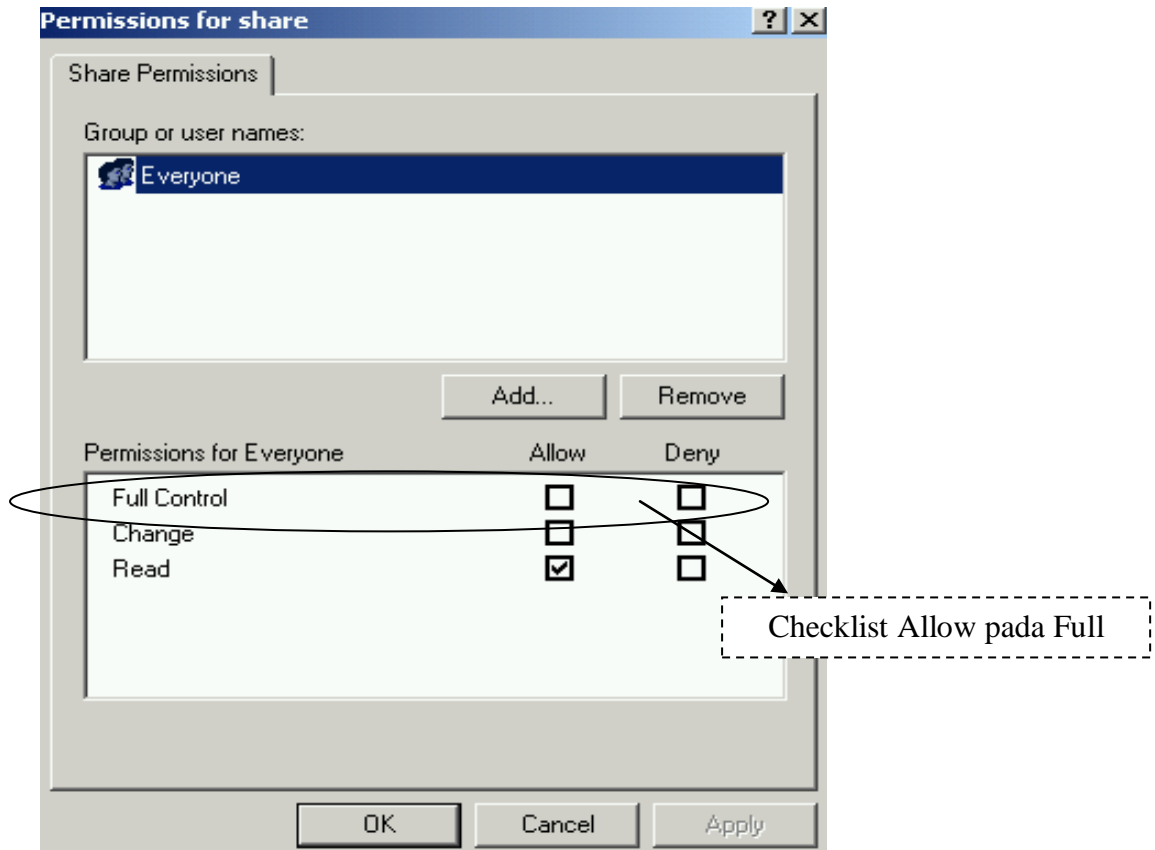 Permissions for share
Share Permissions
Group or user names:
Everyone
Add...
Remove
Permissions for Everyone
Allow
Deny
Full Control
Change
Read
Checklist Allow pada Full
OK
Cancel
Apply